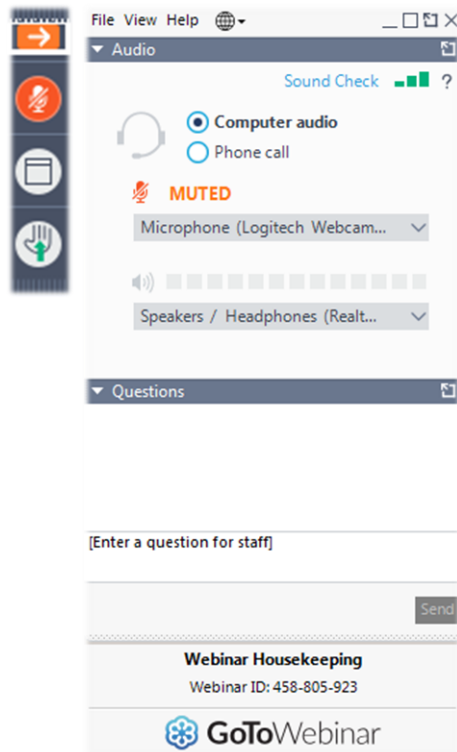 File View Help
Audio
Sound Check ?
Computer audio
Phone call
MUTED
Microphone (Logitech Webcam...
Speakers / Headphones (Realt...
Questions
[Enter a question for staff]
Send
Webinar Housekeeping
Webinar ID: 458-805-923
GoToWebinar